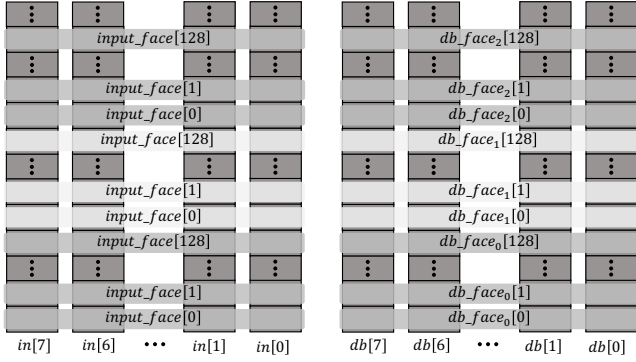 input_face[128]
input_face[1]
input_face[0]
input_face[128]
input_face[1]
input_face[0]
input_face[128]
input_face[1]
input_face[0]
in[7] in[6] ••• in[1] in[0]
db_face₂[128]
db_face₂[1]
db_face₂[0]
db_face₁[128]
db_face₁[1]
db_face₁[0]
db_face₀[128]
db_face₀[1]
db_face₀[0]
db[7] db[6] ••• db[1] db[0]